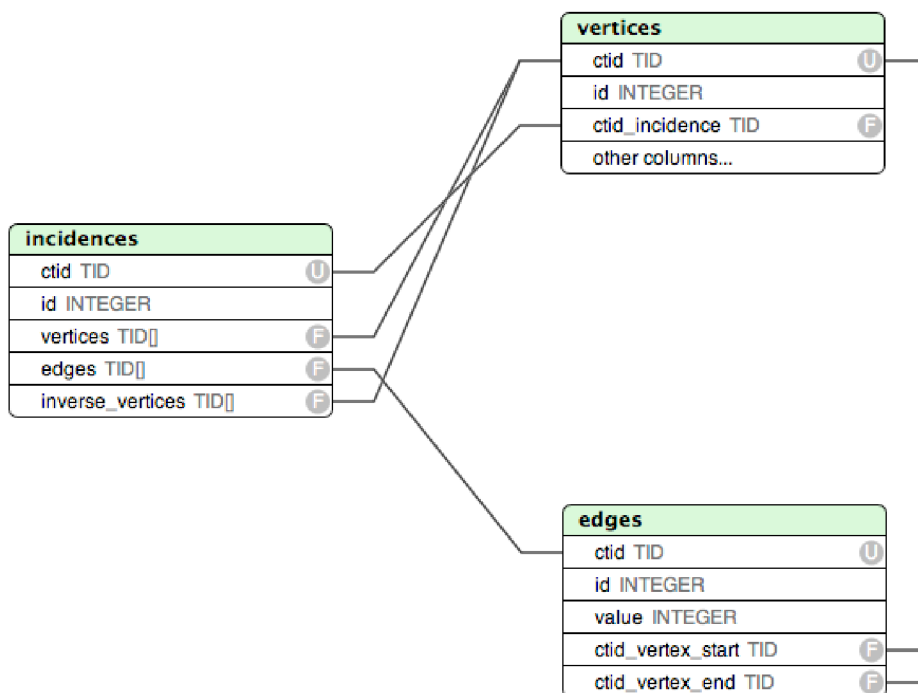 vertices
ctid TID U
id INTEGER
ctid_incidence TID F
other columns...
incidences
ctid TID U
id INTEGER
vertices TID[] F
edges TID[] F
inverse_vertices TID[] F
edges
ctid TID U
id INTEGER
value INTEGER
ctid_vertex_start TID F
ctid_vertex_end TID F